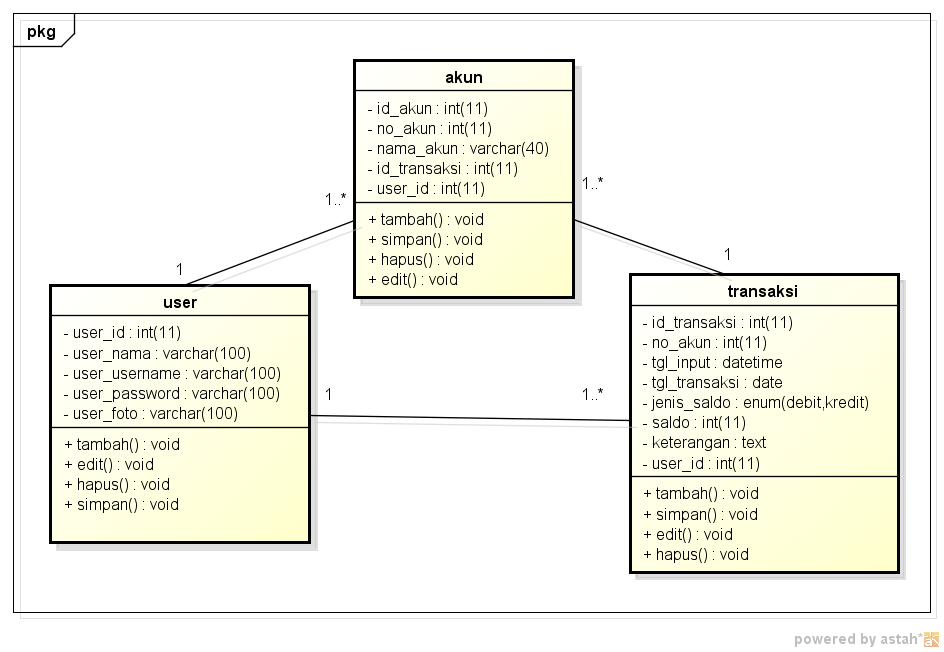 pkg
akun
- id_akun : int(11)
- no_akun : int(11)
- nama_akun : varchar(40)
- id_transaksi : int(11)
- user_id : int(11)
+ tambah() : void
+ simpan() : void
+ hapus() : void
+ edit() : void
1..*
1..*
1
1
user
- user_id : int(11)
- user_nama : varchar(100)
- user_username : varchar(100)
- user_password : varchar(100)
- user_foto : varchar(100)
+ tambah() : void
+ edit() : void
+ hapus() : void
+ simpan() : void
1
1..*
transaksi
- id_transaksi : int(11)
- no_akun : int(11)
- tgl_input : datetime
- tgl_transaksi : date
- jenis_saldo : enum(debit,kredit)
- saldo : int(11)
- keterangan : text
- user_id : int(11)
+ tambah() : void
+ simpan() : void
+ edit() : void
+ hapus() : void
powered by astah*